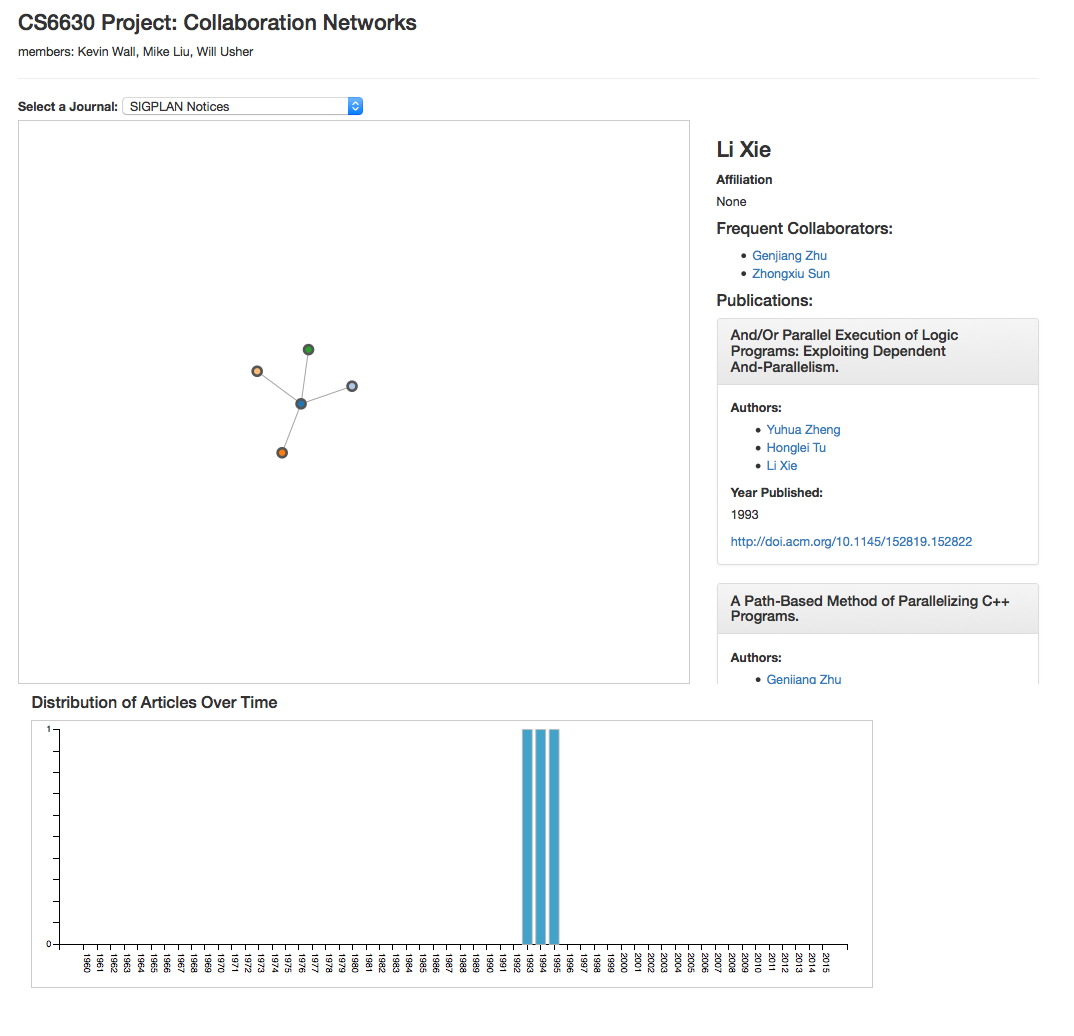 CS6630 Project: Collaboration Networks
members: Kevin Wall, Mike Liu, Will Usher
Select a Journal: SIGPLAN Notices
Li Xie
Affiliation
None
Frequent Collaborators:
Genjiang Zhu
Zhongxiu Sun
Publications:
And/Or Parallel Execution of Logic
Programs: Exploiting Dependent
And-Parallelism.
Authors:
Yuhua Zheng
Honglei Tu
Li Xie
Year Published:
1993
http://doi.acm.org/10.1145/152819.152822
A Path-Based Method of Parallelizing C++
Programs.
Authors:
Genjiang Zhu
Distribution of Articles Over Time
1
0
1960
1961
1962
1963
1964
1965
1966
1967
1968
1969
1970
1971
1972
1973
1974
1975
1976
1977
1978
1979
1980
1981
1982
1983
1984
1985
1986
1987
1988
1989
1990
1991
1992
1993
1994
1995
1996
1997
1998
1999
2000
2001
2002
2003
2004
2005
2006
2007
2008
2009
2010
2011
2012
2013
2014
2015